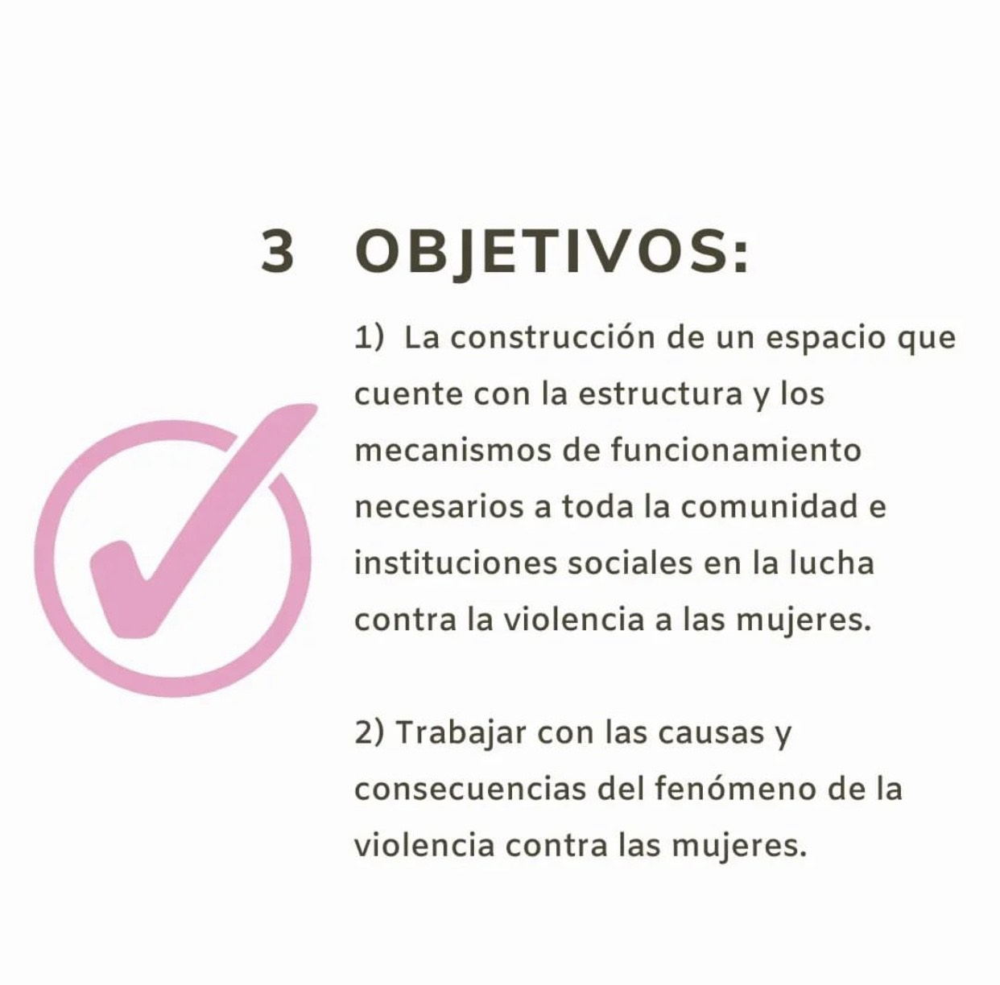 3 OBJETIVOS:
1) La construcción de un espacio que
cuente con la estructura y los
mecanismos de funcionamiento
necesarios a toda la comunidad e
instituciones sociales en la lucha
contra la violencia a las mujeres.
2) Trabajar con las causas y
consecuencias del fenómeno de la
violencia contra las mujeres.